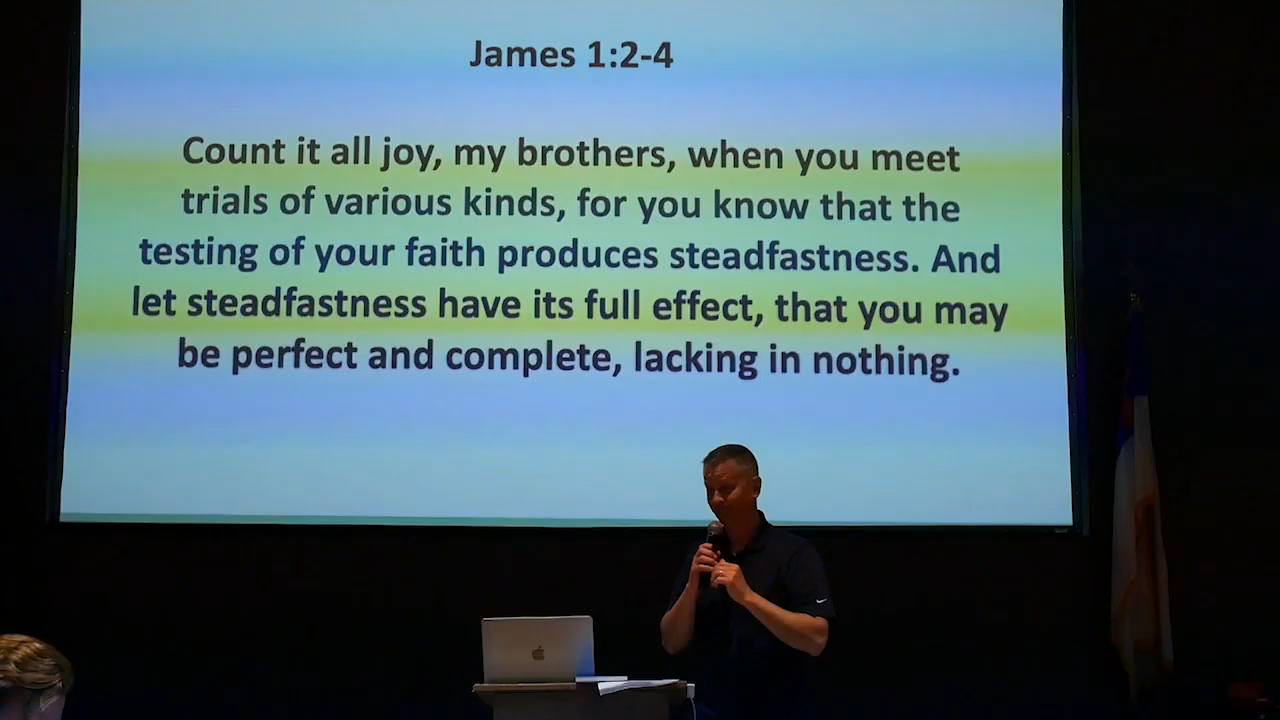 James 1:2-4
Count it all joy, my brothers, when you meet
trials of various kinds, for you know that the
testing of your faith produces steadfastness. And
let steadfastness have its full effect, that you may
be perfect and complete, lacking in nothing.